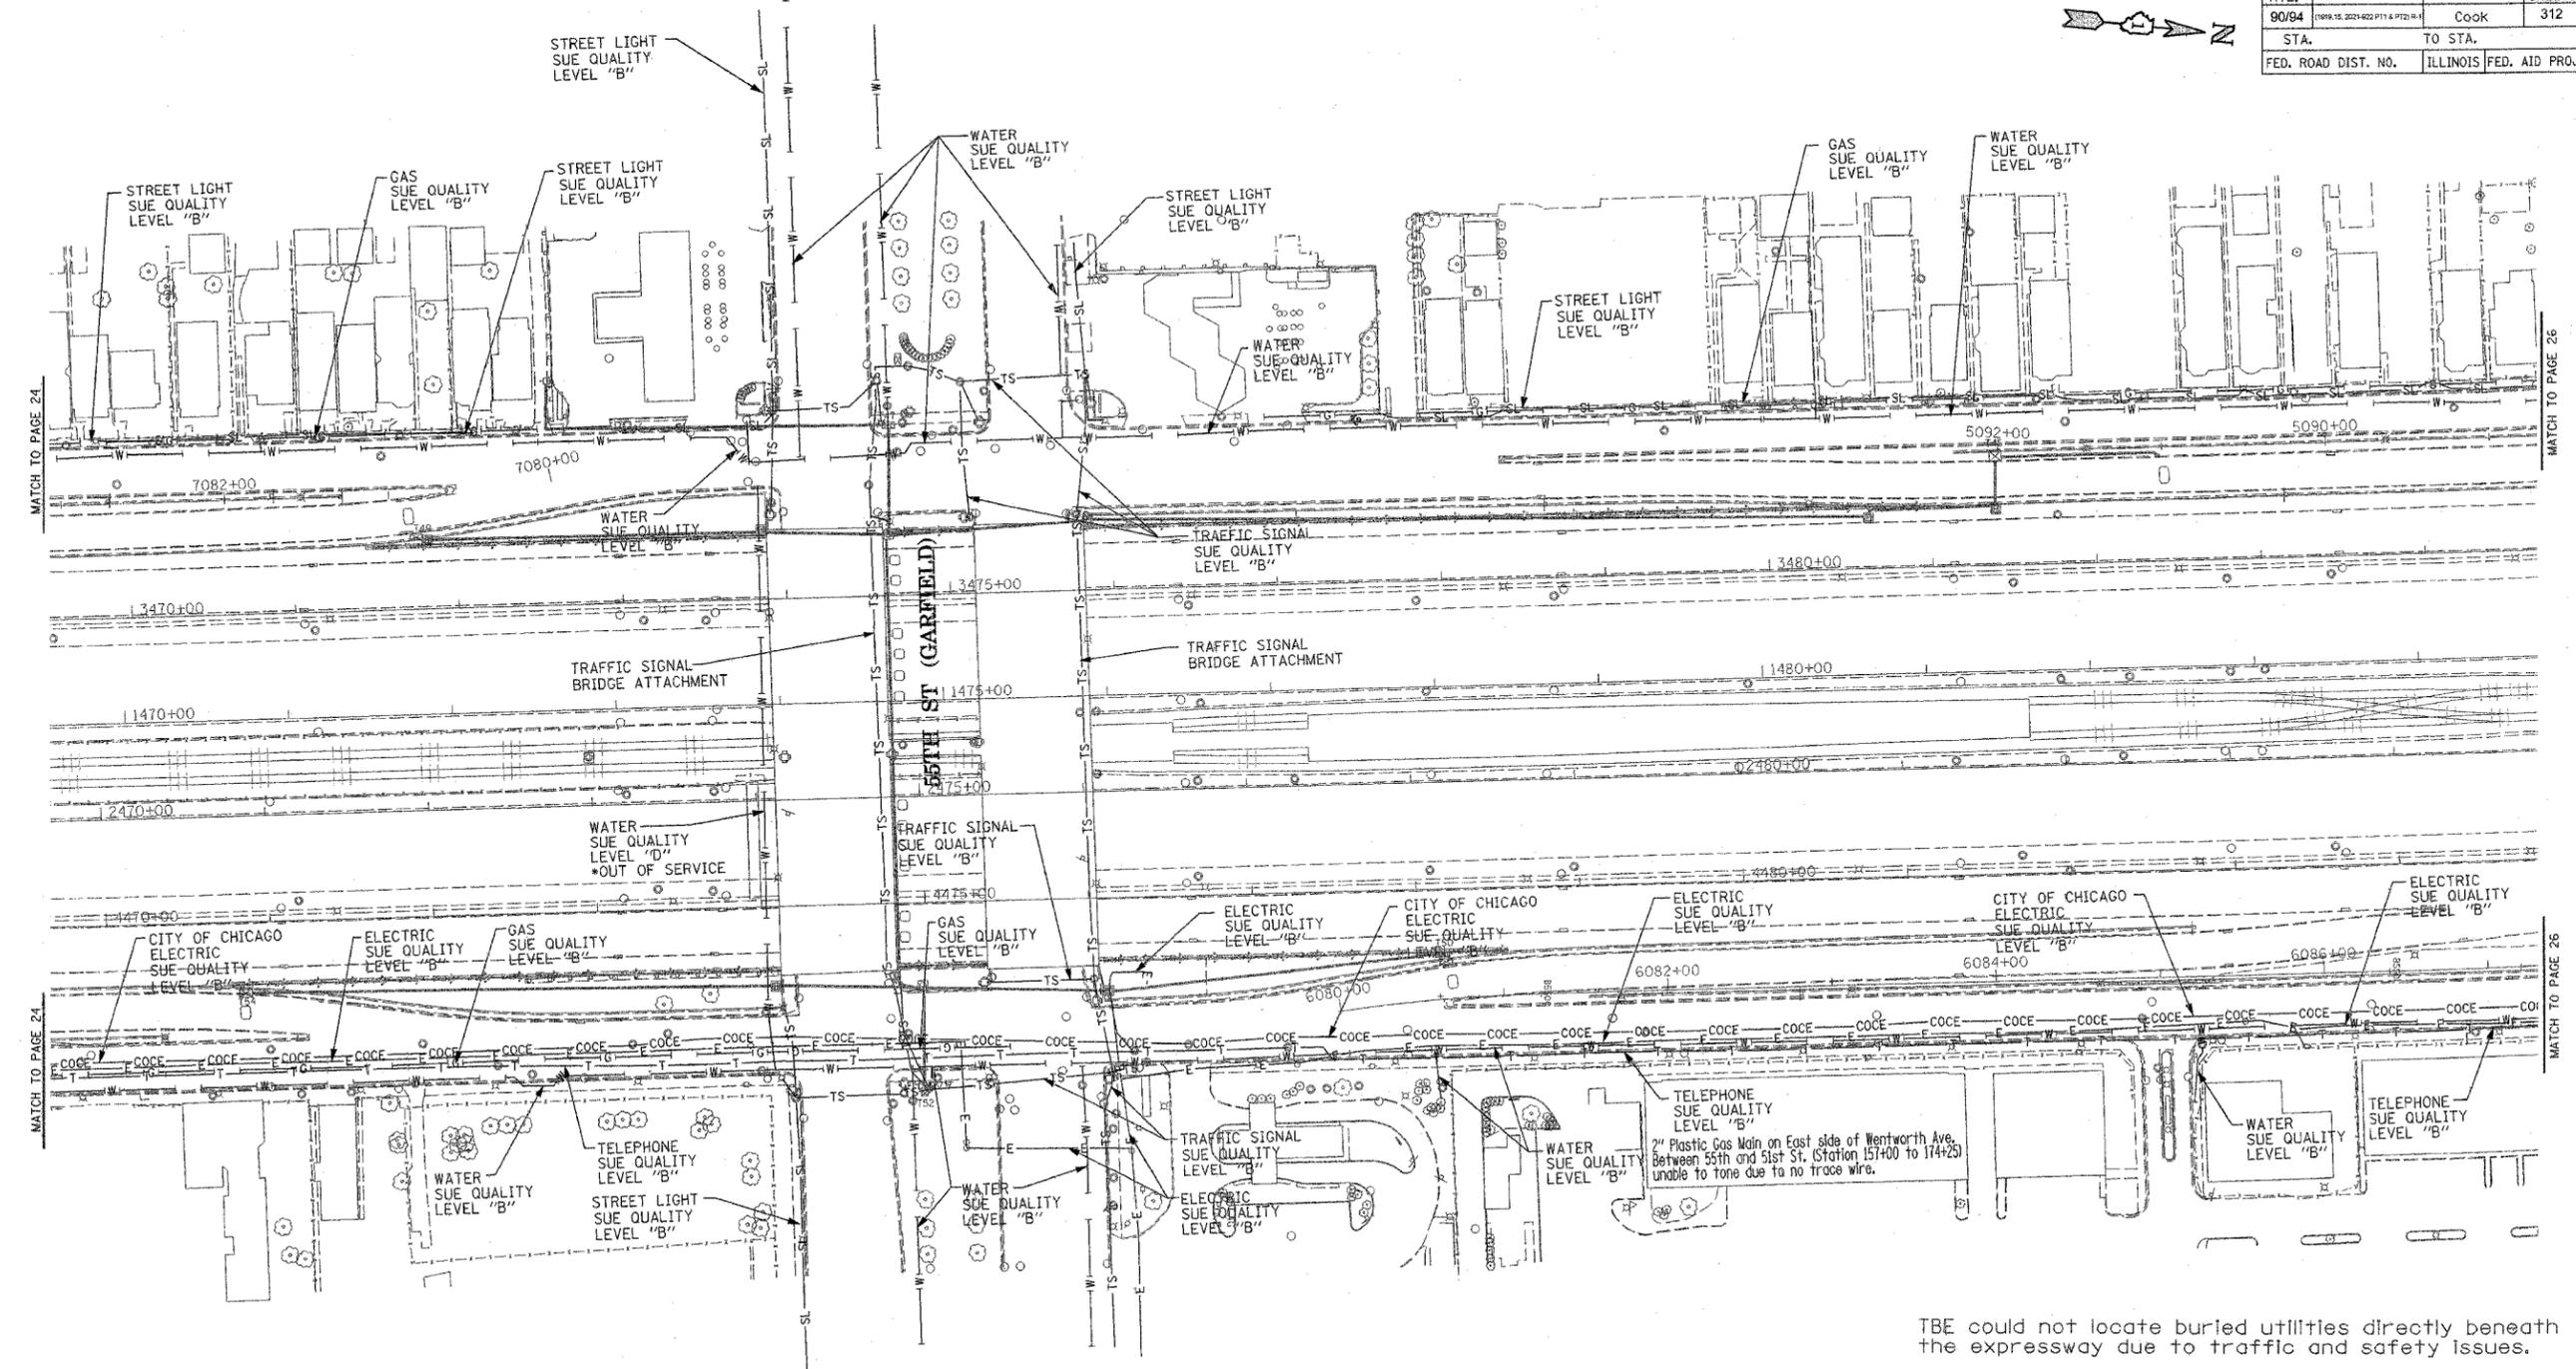 90/94
Cook
312
STA.
TO STA.
FED. ROAD DIST. NO.
ILLINOIS
FED. AID PROJ
N
STREET LIGHT
SUE QUALITY
LEVEL "B"
STREET LIGHT
SUE QUALITY
LEVEL "B"
GAS
SUE QUALITY
LEVEL "B"
STREET LIGHT
SUE QUALITY
LEVEL "B"
WATER
SUE QUALITY
LEVEL "B"
STREET LIGHT
SUE QUALITY
LEVEL "B"
GAS
SUE QUALITY
LEVEL "B"
WATER
SUE QUALITY
LEVEL "B"
STREET LIGHT
SUE QUALITY
LEVEL "B"
WATER
SUE QUALITY
LEVEL "B"
MATCH TO PAGE 24
MATCH TO PAGE 26
7082+00
7080+00
5092+00
5090+00
WATER
SUE QUALITY
LEVEL "B"
TRAFFIC SIGNAL
SUE QUALITY
LEVEL "B"
3470+00
3475+00
3480+00
55TH ST (GARFIELD)
TRAFFIC SIGNAL
BRIDGE ATTACHMENT
TRAFFIC SIGNAL
BRIDGE ATTACHMENT
1470+00
1475+00
1480+00
2470+00
2475+00
2480+00
WATER
SUE QUALITY
LEVEL "D"
*OUT OF SERVICE
TRAFFIC SIGNAL
SUE QUALITY
LEVEL "B"
4470+00
4475+00
4480+00
CITY OF CHICAGO
ELECTRIC
SUE QUALITY
LEVEL "B"
ELECTRIC
SUE QUALITY
LEVEL "B"
GAS
SUE QUALITY
LEVEL "B"
GAS
SUE QUALITY
LEVEL "B"
ELECTRIC
SUE QUALITY
LEVEL "B"
CITY OF CHICAGO
ELECTRIC
SUE QUALITY
LEVEL "B"
ELECTRIC
SUE QUALITY
LEVEL "B"
CITY OF CHICAGO
ELECTRIC
SUE QUALITY
LEVEL "B"
ELECTRIC
SUE QUALITY
LEVEL "B"
6080+00
6082+00
6084+00
6086+00
MATCH TO PAGE 24
MATCH TO PAGE 26
WATER
SUE QUALITY
LEVEL "B"
TELEPHONE
SUE QUALITY
LEVEL "B"
STREET LIGHT
SUE QUALITY
LEVEL "B"
WATER
SUE QUALITY
LEVEL "B"
TRAFFIC SIGNAL
SUE QUALITY
LEVEL "B"
ELECTRIC
SUE QUALITY
LEVEL "B"
WATER
SUE QUALITY
LEVEL "B"
TELEPHONE
SUE QUALITY
LEVEL "B"
2" Plastic Gas Main on East side of Wentworth Ave.
Between 55th and 51st St. (Station 157+00 to 174+25)
unable to tone due to no trace wire.
WATER
SUE QUALITY
LEVEL "B"
TELEPHONE
SUE QUALITY
LEVEL "B"
TBE could not locate buried utilities directly beneath
the expressway due to traffic and safety issues.